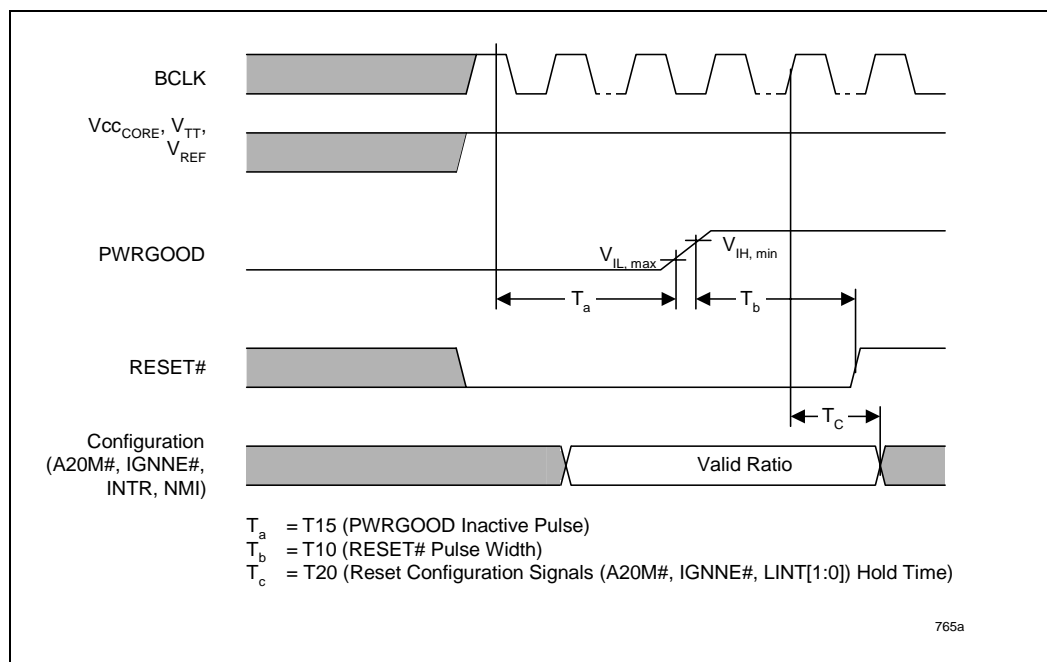 BCLK
VccCORE, VTT,
VREF
PWRGOOD
VIL, max
VIH, min
Ta
Tb
RESET#
TC
Configuration
(A20M#, IGNNE#,
INTR, NMI)
Valid Ratio
Ta = T15 (PWRGOOD Inactive Pulse)
Tb = T10 (RESET# Pulse Width)
Tc = T20 (Reset Configuration Signals (A20M#, IGNNE#, LINT[1:0]) Hold Time)
765a